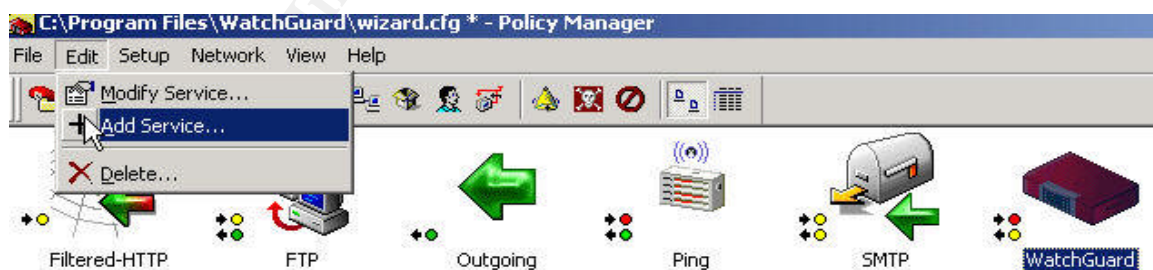 C:\Program Files\WatchGuard\wizard.cfg * - Policy Manager
File Edit Setup Network View Help
Modify Service...
Add Service...
Delete...
Filtered-HTTP FTP Outgoing Ping SMTP WatchGuard